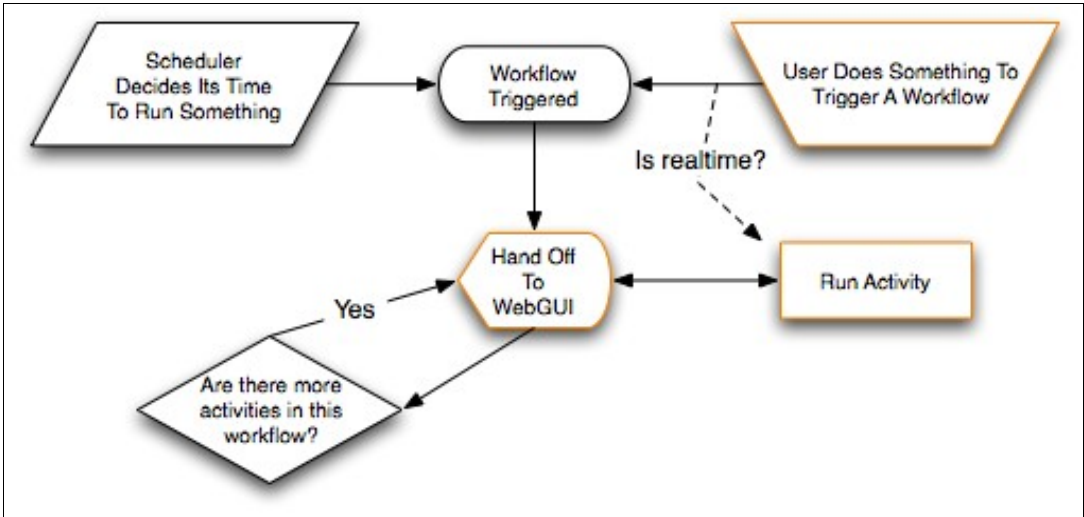 Scheduler
Decides Its Time
To Run Something
Workflow
Triggered
User Does Something To
Trigger A Workflow
Is realtime?
Hand Off
To
WebGUI
Run Activity
Yes
Are there more
activities in this
workflow?